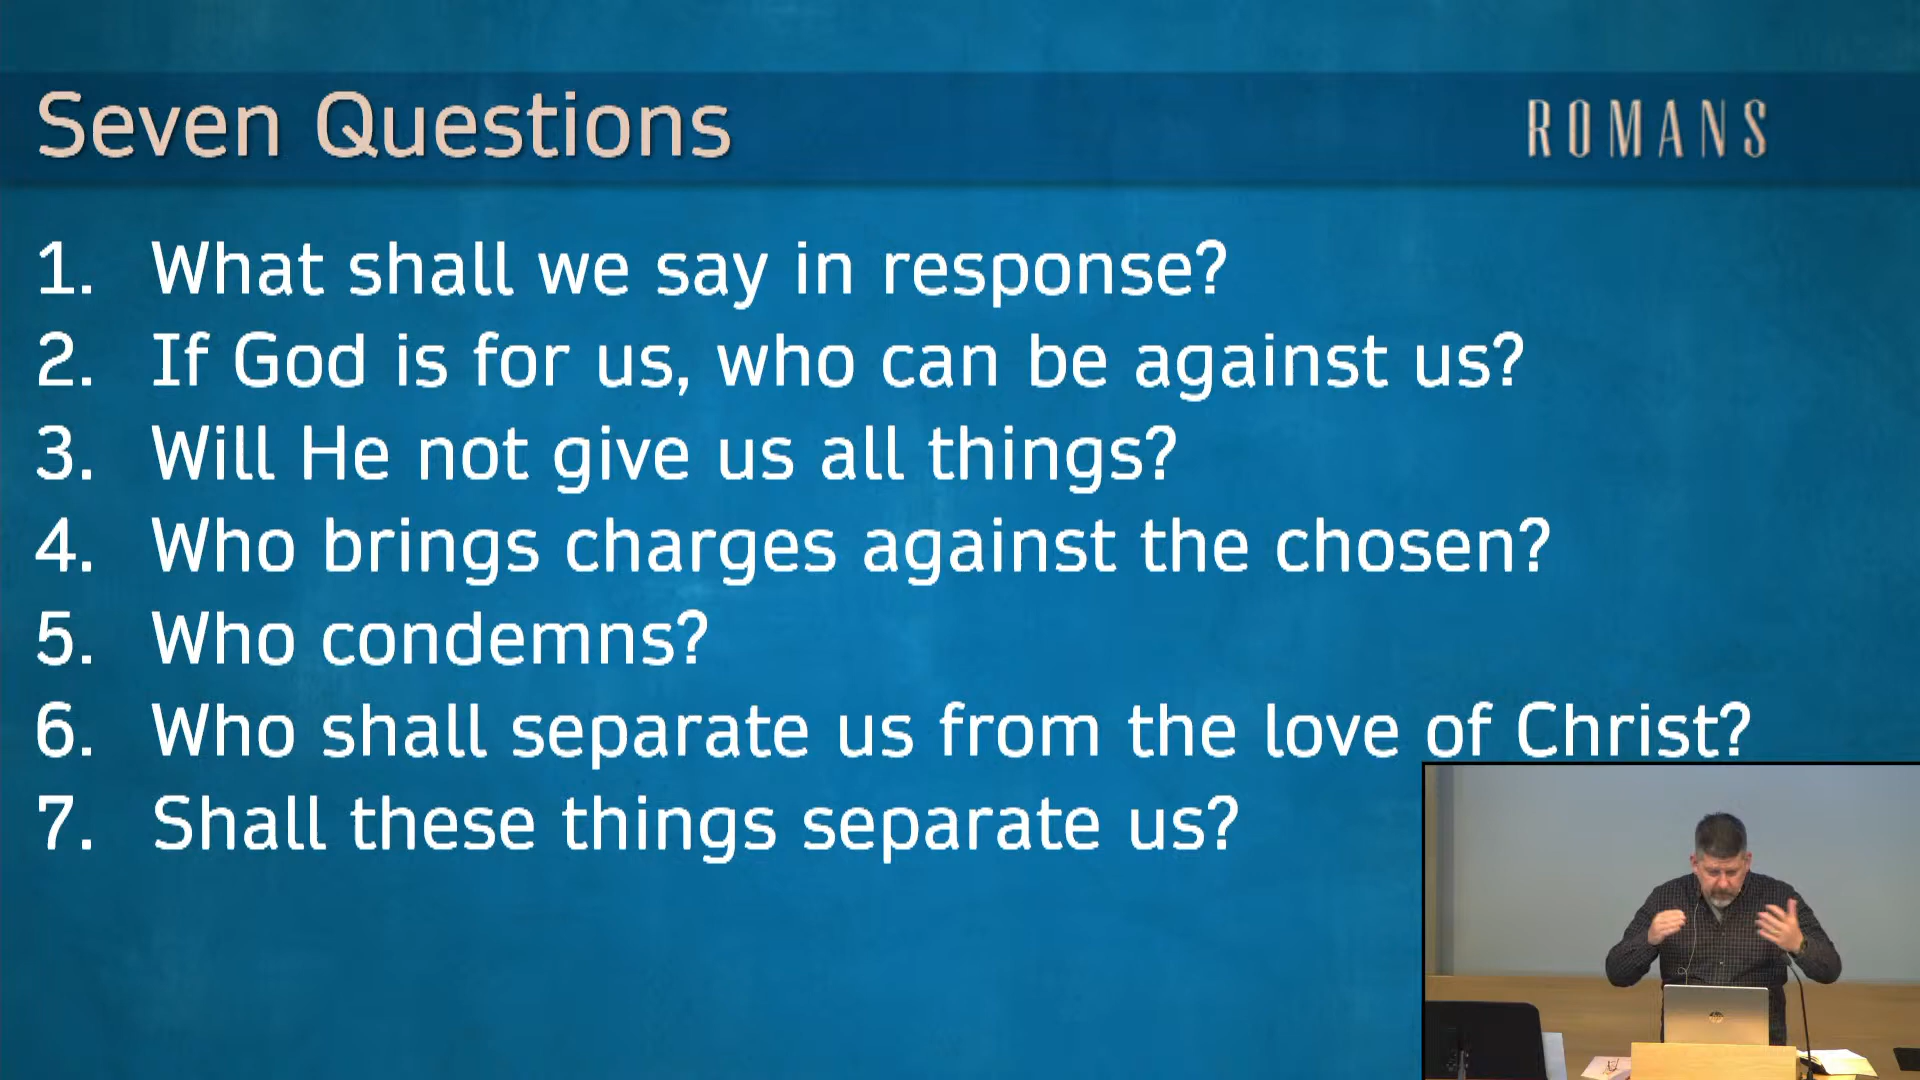 Seven Questions
ROMANS
1. What shall we say in response?
2. If God is for us, who can be against us?
3. Will He not give us all things?
4. Who brings charges against the chosen?
5. Who condemns?
6. Who shall separate us from the love of Christ?
7. Shall these things separate us?